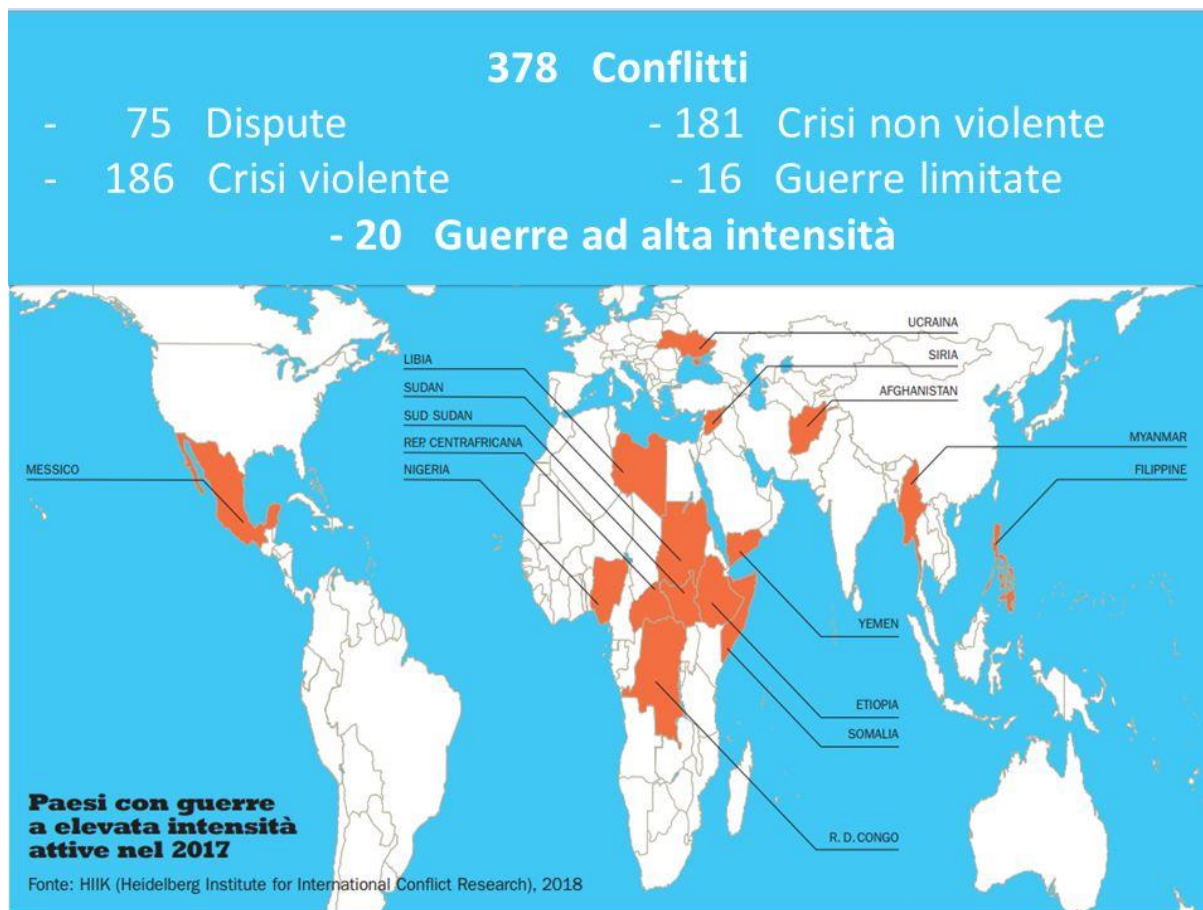 378 Conflitti
- 75 Dispute
- 181 Crisi non violente
- 186 Crisi violente
- 16 Guerre limitate
- 20 Guerre ad alta intensità
UCRAINA
LIBIA
SIRIA
SUDAN
AFGHANISTAN
SUD SUDAN
REP. CENTRAFRICANA
MYANMAR
MESSICO
NIGERIA
FILIPPINE
YEMEN
ETIOPIA
SOMALIA
R. D. CONGO
Paesi con guerre
a elevata intensità
attive nel 2017
Fonte: HIIK (Heidelberg Institute for International Conflict Research), 2018